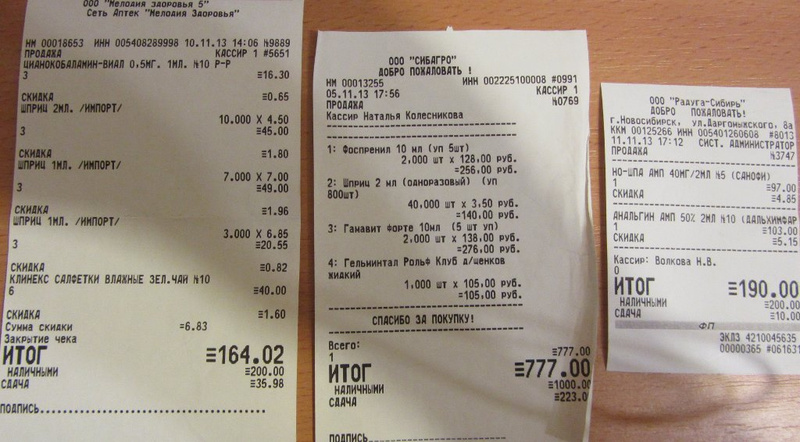 ООО "Мелодия здоровья 5"
Сеть Аптек "Мелодия Здоровья"
НМ 00018653 ИНН 005408289998 10.11.13 14:06 №9889
ПРОДАЖА КАССИР 1 #5651
ЦИАНОКОБАЛАМИН-ВИАЛ 0,5МГ. 1МЛ. №10 Р-Р
3 ≡16.30
СКИДКА ≡0.65
ШПРИЦ 2МЛ. /ИМПОРТ/
10.000 X 4.50
3 ≡45.00
СКИДКА ≡1.80
ШПРИЦ 1МЛ. /ИМПОРТ/
7.000 X 7.00
3 ≡49.00
СКИДКА ≡1.96
ШПРИЦ 1МЛ. /ИМПОРТ/
3.000 X 6.85
3 ≡20.55
СКИДКА ≡0.82
КЛИНЕКС САЛФЕТКИ ВЛАЖНЫЕ ЗЕЛ.ЧАЙ №10
6 ≡40.00
СКИДКА ≡1.60
Сумма скидки =6.83
Закрытие чека
ИТОГ ≡164.02
НАЛИЧНЫМИ ≡200.00
СДАЧА ≡35.98
ПОДПИСЬ..............................
ООО "СИБАГРО"
ДОБРО ПОЖАЛОВАТЬ !
НМ 00013255 ИНН 002225100008 #0991
05.11.13 17:56 КАССИР 1
ПРОДАЖА №0769
Кассир Наталья Колесникова
1: Фоспренил 10 мл (уп 5шт)
2,000 шт X 128,00 руб.
=256,00 руб.
2: Шприц 2 мл (одноразовый) (уп
800шт)
40,000 шт X 3,50 руб.
=140,00 руб.
3: Гамавит Форте 10мл (5 шт уп)
2,000 шт X 138,00 руб.
=276,00 руб.
4: Гельминтал Рольф Клуб д/щенков
жидкий
1,000 шт X 105,00 руб.
=105,00 руб.
СПАСИБО ЗА ПОКУПКУ!
Всего:
1 ≡777.00
ИТОГ ≡777.00
НАЛИЧНЫМИ ≡1000.00
СДАЧА ≡223.0
ПОДПИСЬ..............
ООО "Радуга-Сибирь"
ДОБРО ПОЖАЛОВАТЬ!
г.Новосибирск, ул.Даргомыжского, 8а
ККМ 00125266 ИНН 005401260608 #8013
11.11.13 17:12 СИСТ. АДМИНИСТРАТОР
ПРОДАЖА №3747
НО-ШПА АМП 40МГ/2МЛ №5 (САНОФИ)
1 ≡97.00
СКИДКА ≡4.85
АНАЛЬГИН АМП 50% 2МЛ №10 (ДАЛЬХИМФАР
1 ≡103.00
СКИДКА ≡5.15
Кассир: Волкова Н.В.
0
ИТОГ ≡190.00
НАЛИЧНЫМИ ≡200.00
СДАЧА ≡10.00
ФП
ЭКЛЗ 4210045635
00000365 #061631